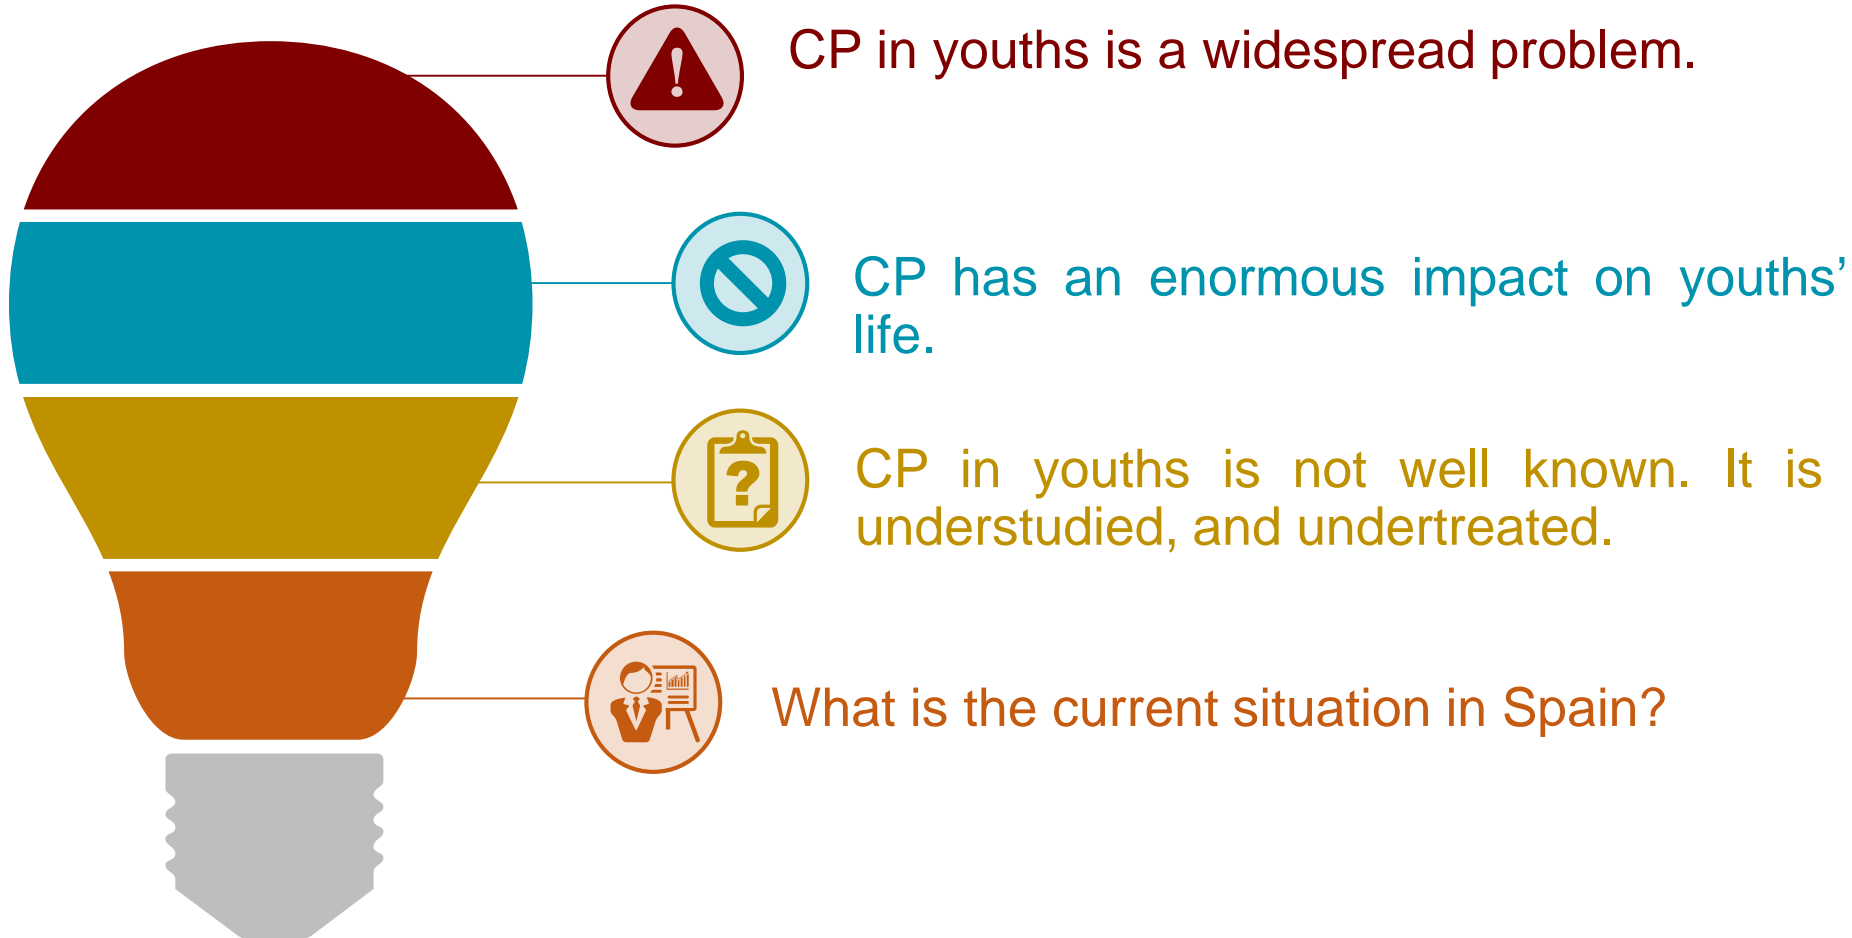 CP in youths is a widespread problem.
CP has an enormous impact on youths’
life.
CP in youths is not well known. It is
understudied, and undertreated.
What is the current situation in Spain?